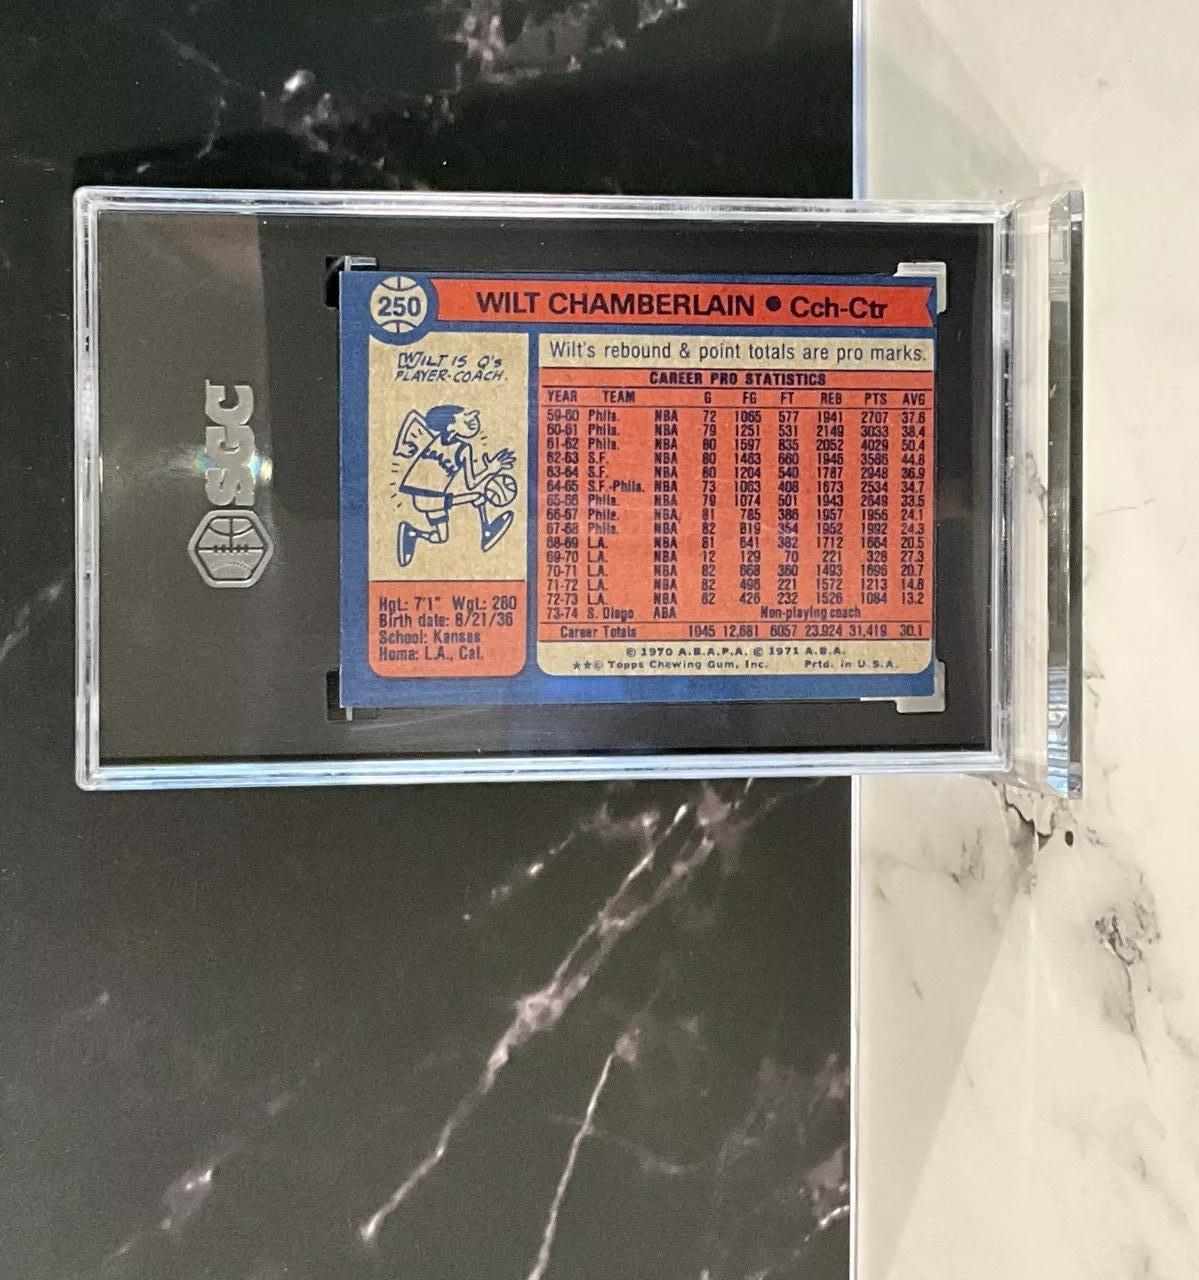 SGC
250
WILT CHAMBERLAIN • Cch-Ctr
WILT IS Q's
PLAYER-COACH.
COACH
Hgt.: 7'1" Wgt.: 260
Birth date: 8/21/36
School: Kansas
Home: L.A., Cal.
Wilt's rebound & point totals are pro marks.
CAREER PRO STATISTICS
YEAR TEAM G FG FT REB PTS AVG
59-60 Phila. NBA 72 1065 577 1941 2707 37.6
60-61 Phila. NBA 79 1251 531 2149 3033 38.4
61-62 Phila. NBA 80 1597 835 2052 4029 50.4
62-63 S.F. NBA 80 1463 660 1946 3586 44.8
63-64 S.F. NBA 80 1204 540 1787 2948 36.9
64-65 S.F.-Phila. NBA 73 1063 408 1673 2534 34.7
65-66 Phila. NBA 79 1074 501 1943 2649 33.5
66-67 Phila. NBA 81 785 386 1957 1956 24.1
67-68 Phila. NBA 82 819 354 1952 1992 24.3
68-69 L.A. NBA 81 641 382 1712 1664 20.5
69-70 L.A. NBA 12 129 70 221 328 27.3
70-71 L.A. NBA 82 668 360 1493 1696 20.7
71-72 L.A. NBA 82 496 221 1572 1213 14.8
72-73 L.A. NBA 82 426 232 1526 1084 13.2
73-74 S. Diego ABA Non-playing coach
Career Totals 1045 12,681 6057 23,924 31,419 30.1
© 1970 A.B.A.P.A. © 1971 A.B.A.
★★© Topps Chewing Gum, Inc. Prtd. in U.S.A.